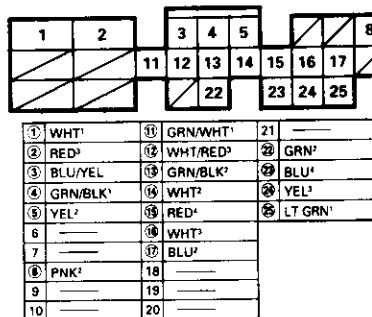 1 2 3 4 5 8
11 12 13 14 15 16 17
22 23 24 25
① WHT¹ ⑪ GRN/WHT¹ 21 ——
② RED³ ⑫ WHT/RED³ ㉒ GRN²
③ BLU/YEL ⑬ GRN/BLK² ㉓ BLU⁴
④ GRN/BLK¹ ⑭ WHT² ㉔ YEL³
⑤ YEL² ⑮ RED⁴ ㉕ LT GRN¹
6 —— ⑯ WHT³
7 —— ⑰ BLU²
⑧ PNK² 18 ——
9 —— 19 ——
10 —— 20 ——